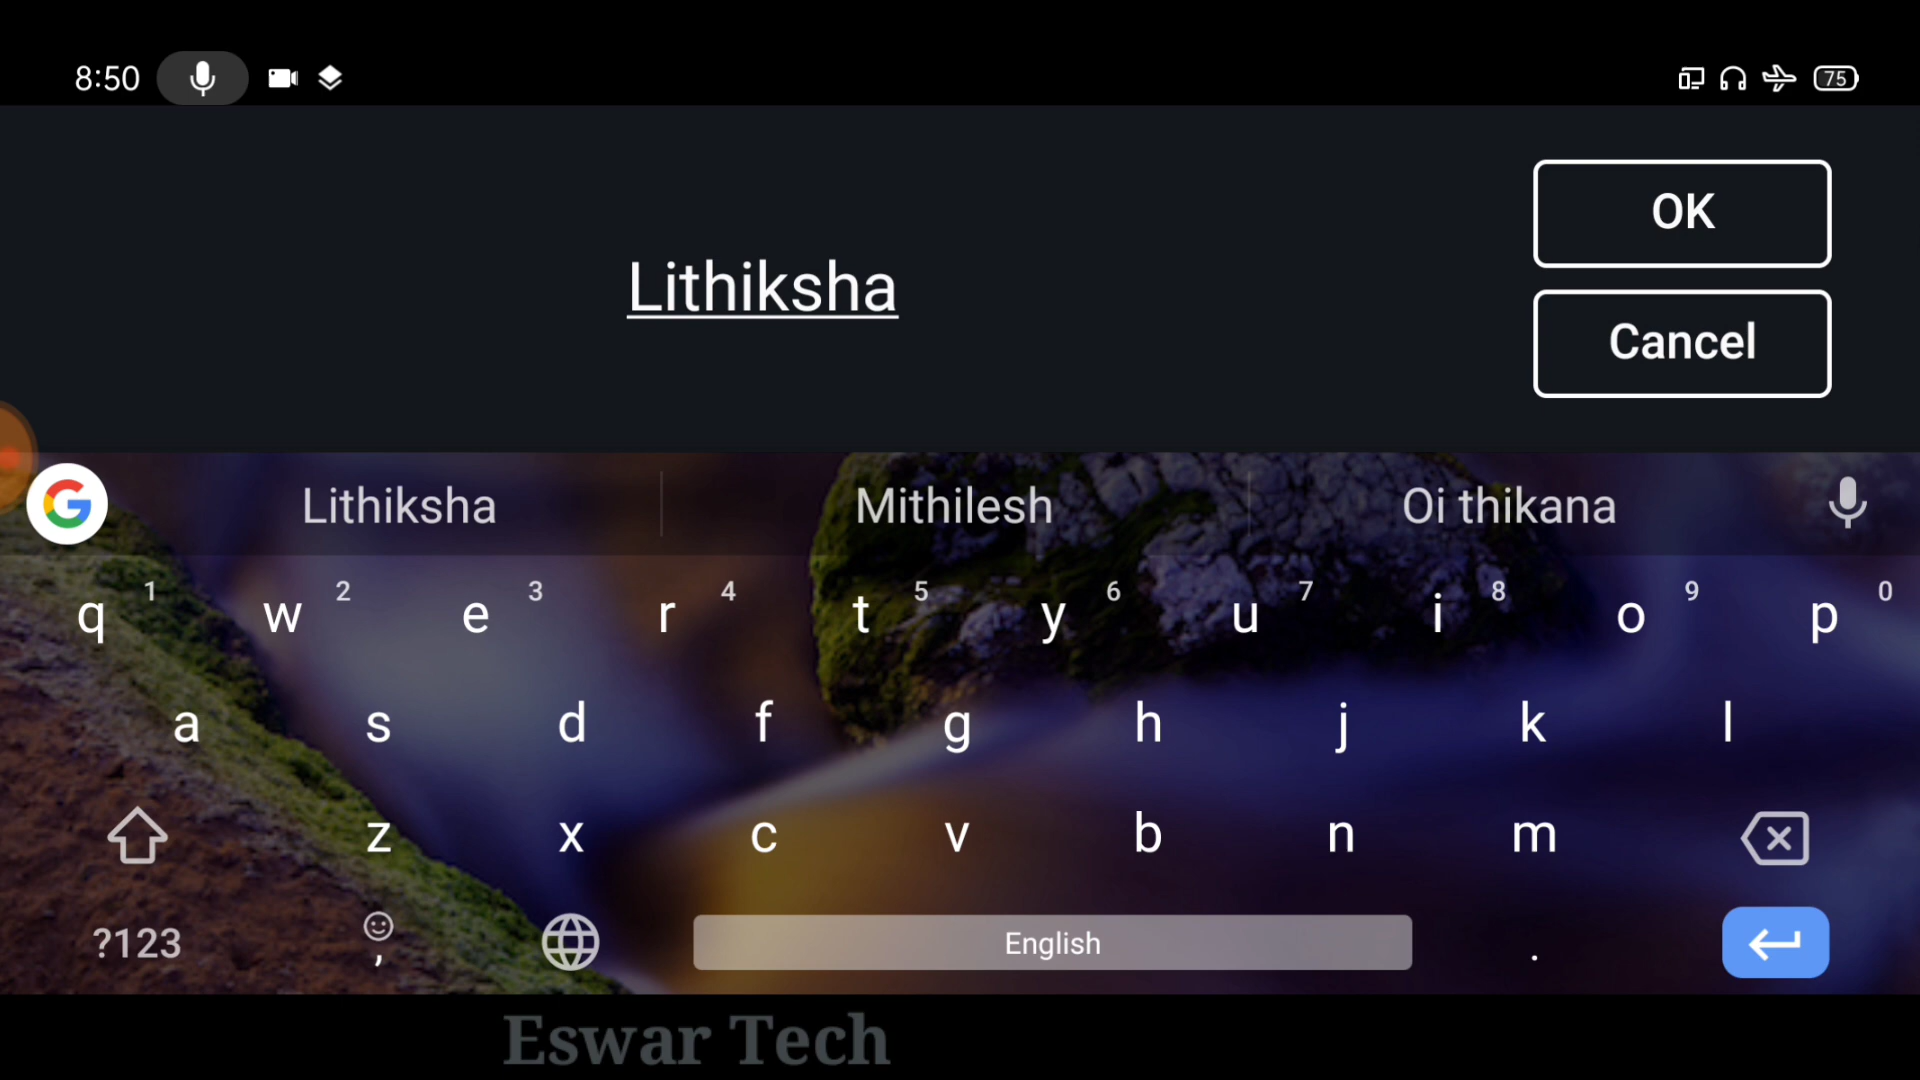 8:50
75
OK
Lithiksha
Cancel
Lithiksha Mithilesh Oi thikana
q 1 w 2 e 3 r 4 t 5 y 6 u 7 i 8 o 9 p 0
a s d f g h j k l
z x c v b n m
?123 , English .
Eswar Tech